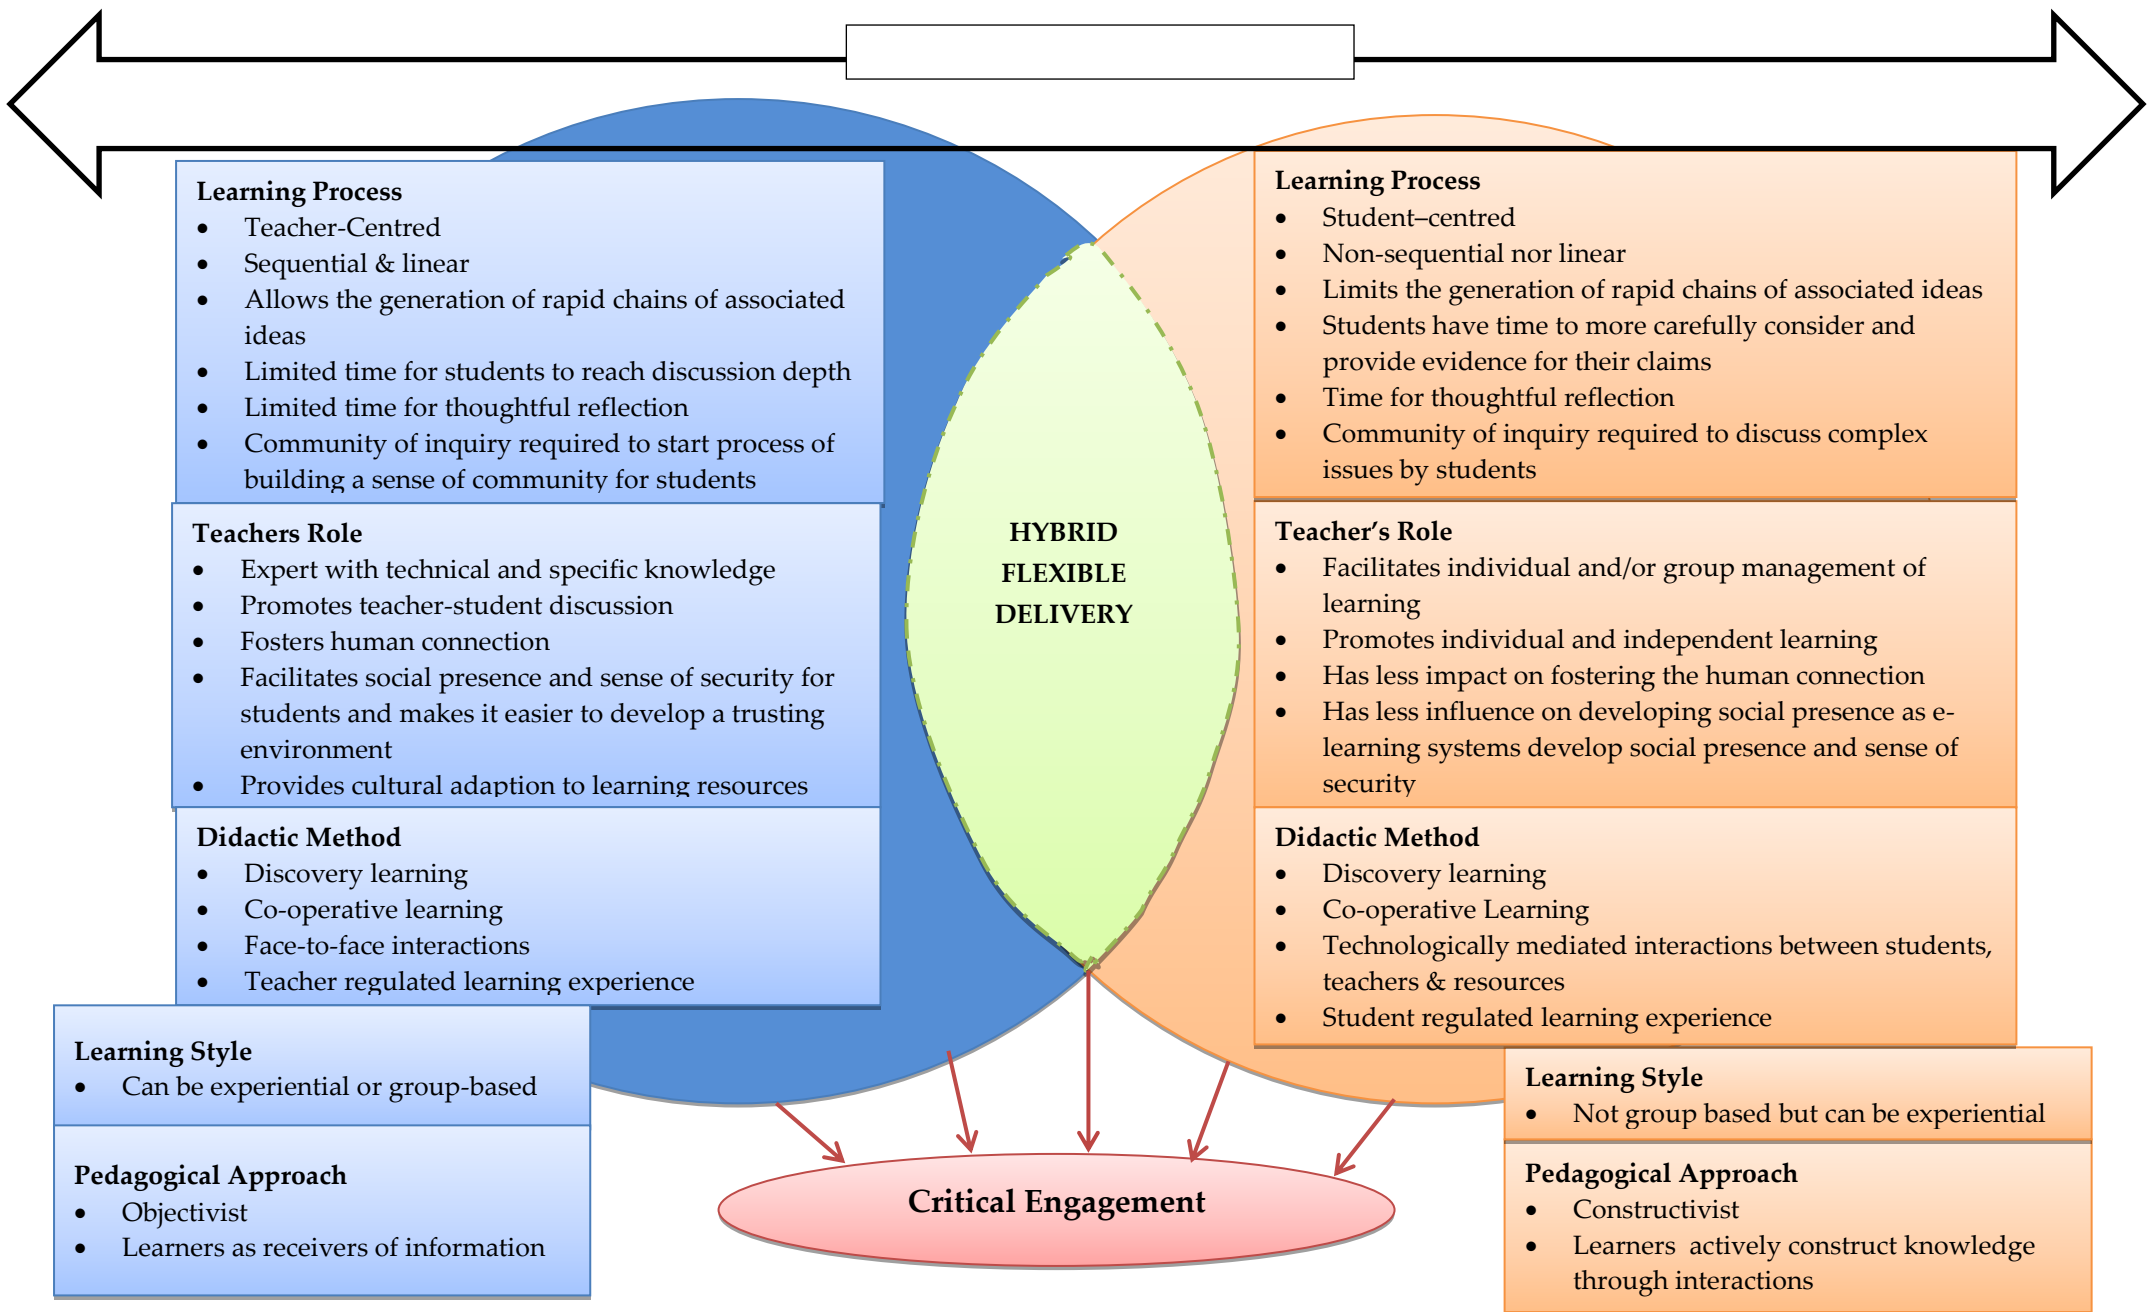 Learning Process
• Teacher-Centred
• Sequential & linear
• Allows the generation of rapid chains of associated
ideas
• Limited time for students to reach discussion depth
• Limited time for thoughtful reflection
• Community of inquiry required to start process of
building a sense of community for students
Teachers Role
• Expert with technical and specific knowledge
• Promotes teacher-student discussion
• Fosters human connection
• Facilitates social presence and sense of security for
students and makes it easier to develop a trusting
environment
• Provides cultural adaption to learning resources
Didactic Method
• Discovery learning
• Co-operative learning
• Face-to-face interactions
• Teacher regulated learning experience
Learning Style
• Can be experiential or group-based
Pedagogical Approach
• Objectivist
• Learners as receivers of information
HYBRID
FLEXIBLE
DELIVERY
Critical Engagement
Learning Process
• Student–centred
• Non-sequential nor linear
• Limits the generation of rapid chains of associated ideas
• Students have time to more carefully consider and
provide evidence for their claims
• Time for thoughtful reflection
• Community of inquiry required to discuss complex
issues by students
Teacher’s Role
• Facilitates individual and/or group management of
learning
• Promotes individual and independent learning
• Has less impact on fostering the human connection
• Has less influence on developing social presence as e-
learning systems develop social presence and sense of
security
Didactic Method
• Discovery learning
• Co-operative Learning
• Technologically mediated interactions between students,
teachers & resources
• Student regulated learning experience
Learning Style
• Not group based but can be experiential
Pedagogical Approach
• Constructivist
• Learners  actively construct knowledge
through interactions